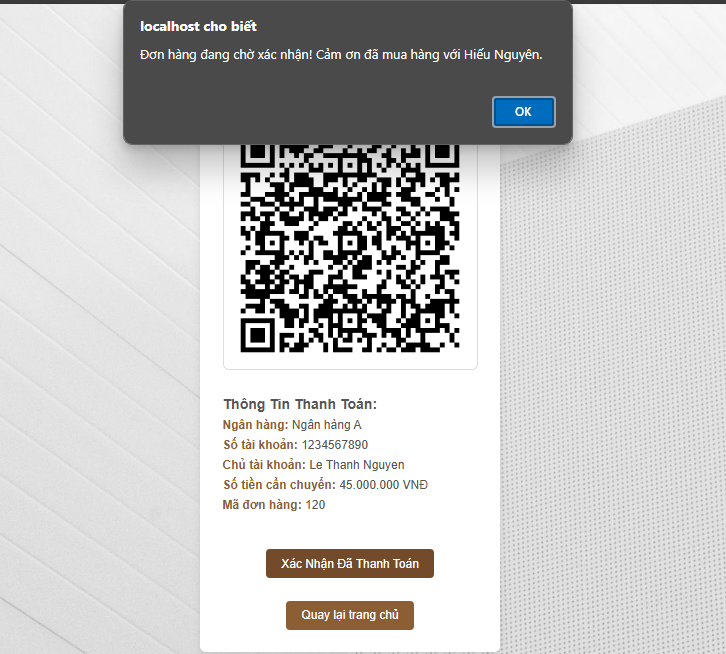 localhost cho biết
Đơn hàng đang chờ xác nhận! Cảm ơn đã mua hàng với Hiếu Nguyên.
OK
Thông Tin Thanh Toán:
Ngân hàng: Ngân hàng A
Số tài khoản: 1234567890
Chủ tài khoản: Le Thanh Nguyen
Số tiền cần chuyển: 45.000.000 VNĐ
Mã đơn hàng: 120
Xác Nhận Đã Thanh Toán
Quay lại trang chủ